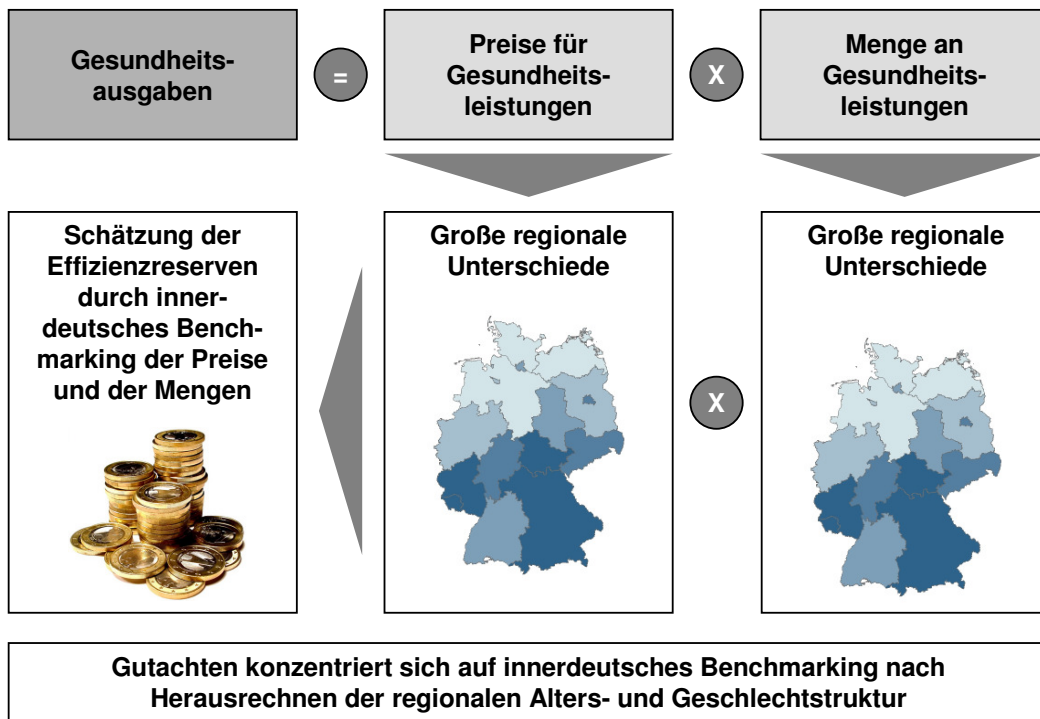 Gesundheits-
ausgaben
=
Preise für
Gesundheits-
leistungen
X
Menge an
Gesundheits-
leistungen
Schätzung der
Effizienzreserven
durch inner-
deutsches Bench-
marking der Preise
und der Mengen
Große regionale
Unterschiede
X
Große regionale
Unterschiede
Gutachten konzentriert sich auf innerdeutsches Benchmarking nach
Herausrechnen der regionalen Alters- und Geschlechtstruktur